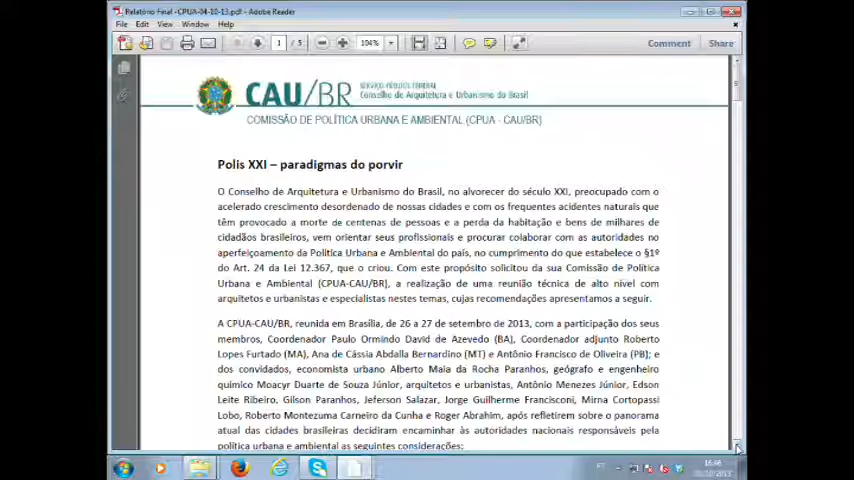 Relatório Final -CPUA-04-10-13.pdf - Adobe Reader
File Edit View Window Help
1 / 5 104% Comment Share
CAU/BR
SERVIÇO PÚBLICO FEDERAL
Conselho de Arquitetura e Urbanismo do Brasil
COMISSÃO DE POLÍTICA URBANA E AMBIENTAL (CPUA - CAU/BR)
Polis XXI – paradigmas do porvir
O Conselho de Arquitetura e Urbanismo do Brasil, no alvorecer do século XXI, preocupado com o
acelerado crescimento desordenado de nossas cidades e com os frequentes acidentes naturais que
têm provocado a morte de centenas de pessoas e a perda da habitação e bens de milhares de
cidadãos brasileiros, vem orientar seus profissionais e procurar colaborar com as autoridades no
aperfeiçoamento da Política Urbana e Ambiental do país, no cumprimento do que estabelece o §1º
do Art. 24 da Lei 12.367, que o criou. Com este propósito solicitou da sua Comissão de Política
Urbana e Ambiental (CPUA-CAU/BR), a realização de uma reunião técnica de alto nível com
arquitetos e urbanistas e especialistas nestes temas, cujas recomendações apresentamos a seguir.
A CPUA-CAU/BR, reunida em Brasília, de 26 a 27 de setembro de 2013, com a participação dos seus
membros, Coordenador Paulo Ormindo David de Azevedo (BA), Coordenador adjunto Roberto
Lopes Furtado (MA), Ana de Cássia Abdalla Bernardino (MT) e Antônio Francisco de Oliveira (PB); e
dos convidados, economista urbano Alberto Maia da Rocha Paranhos, geógrafo e engenheiro
químico Moacyr Duarte de Souza Júnior, arquitetos e urbanistas, Antônio Menezes Júnior, Edson
Leite Ribeiro, Gilson Paranhos, Jeferson Salazar, Jorge Guilherme Francisconi, Mirna Cortopassi
Lobo, Roberto Montezuma Carneiro da Cunha e Roger Abrahim, após refletirem sobre o panorama
atual das cidades brasileiras decidiram encaminhar às autoridades nacionais responsáveis pela
política urbana e ambiental as seguintes considerações:
PT